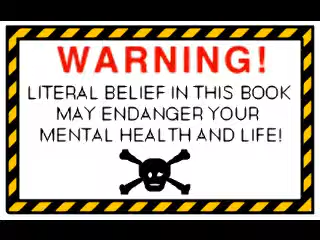 WARNING!
LITERAL BELIEF IN THIS BOOK
MAY ENDANGER YOUR
MENTAL HEALTH AND LIFE!